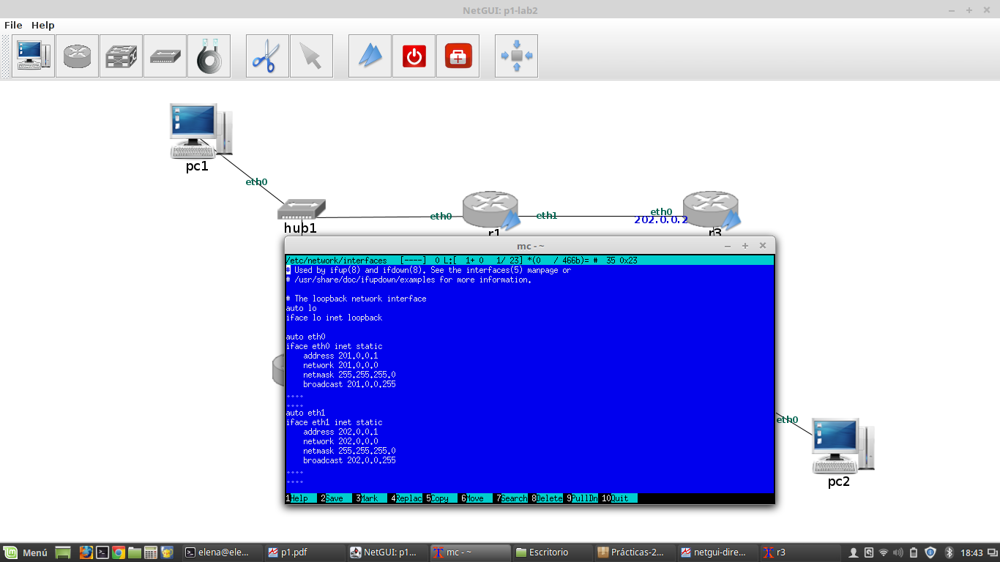 NetGUI: p1-lab2
File Help
pc1
eth0
hub1
eth0
r1
eth1
eth0
202.0.0.2
r3
mc - ~
/etc/network/interfaces [----] 0 L:[ 1+ 0 1/ 23] *(0 / 466b)= # 35 0x23
# Used by ifup(8) and ifdown(8). See the interfaces(5) manpage or
# /usr/share/doc/ifupdown/examples for more information.
# The loopback network interface
auto lo
iface lo inet loopback
auto eth0
iface eth0 inet static
address 201.0.0.1
network 201.0.0.0
netmask 255.255.255.0
broadcast 201.0.0.255
auto eth1
iface eth1 inet static
address 202.0.0.1
network 202.0.0.0
netmask 255.255.255.0
broadcast 202.0.0.255
1Help 2Save 3Mark 4Replac 5Copy 6Move 7Search 8Delete 9PullDn 10Quit
eth0
pc2
Menú
elena@ele...
p1.pdf
NetGUI: p1...
mc - ~
Escritorio
Prácticas-2...
netgui-dire...
r3
18:43